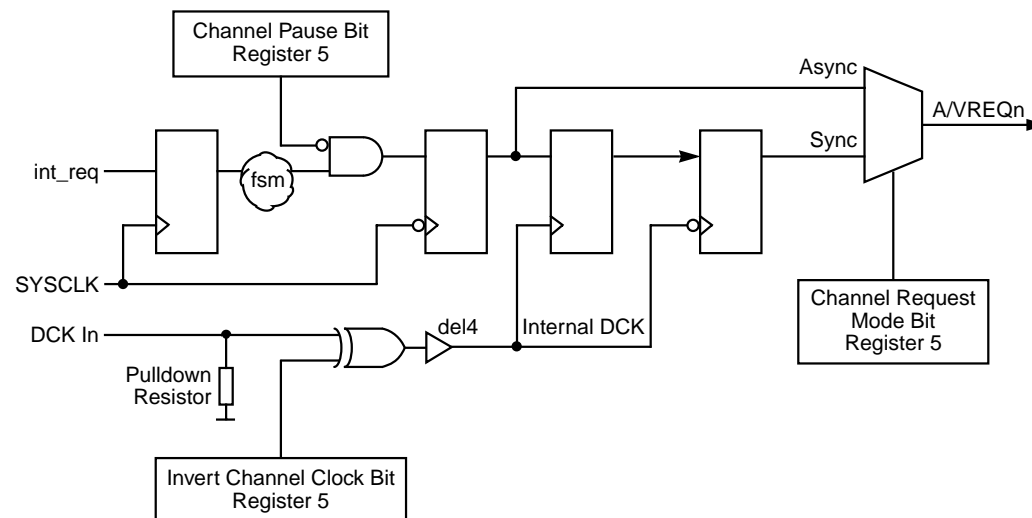 Channel Pause Bit
Register 5
Async
A/VREQn
Sync
int_req
fsm
SYSCLK
Channel Request
Mode Bit
Register 5
del4
Internal DCK
DCK In
Pulldown
Resistor
Invert Channel Clock Bit
Register 5